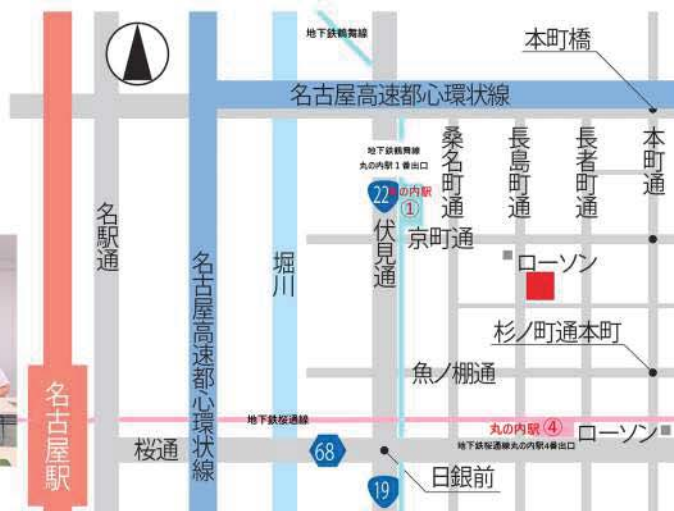 地下鉄鶴舞線
本町橋
名古屋高速都心環状線
地下鉄鶴舞線
丸の内駅1番出口
桑名町通
長島町通
長者町通
本町通
22
丸の内駅
①
名駅通
伏見通
京町通
堀川
名古屋高速都心環状線
ローソン
杉ノ町通本町
魚ノ棚通
名古屋駅
地下鉄桜通線
丸の内駅④
ローソン
地下鉄桜通線丸の内駅4番出口
桜通
68
日銀前
19